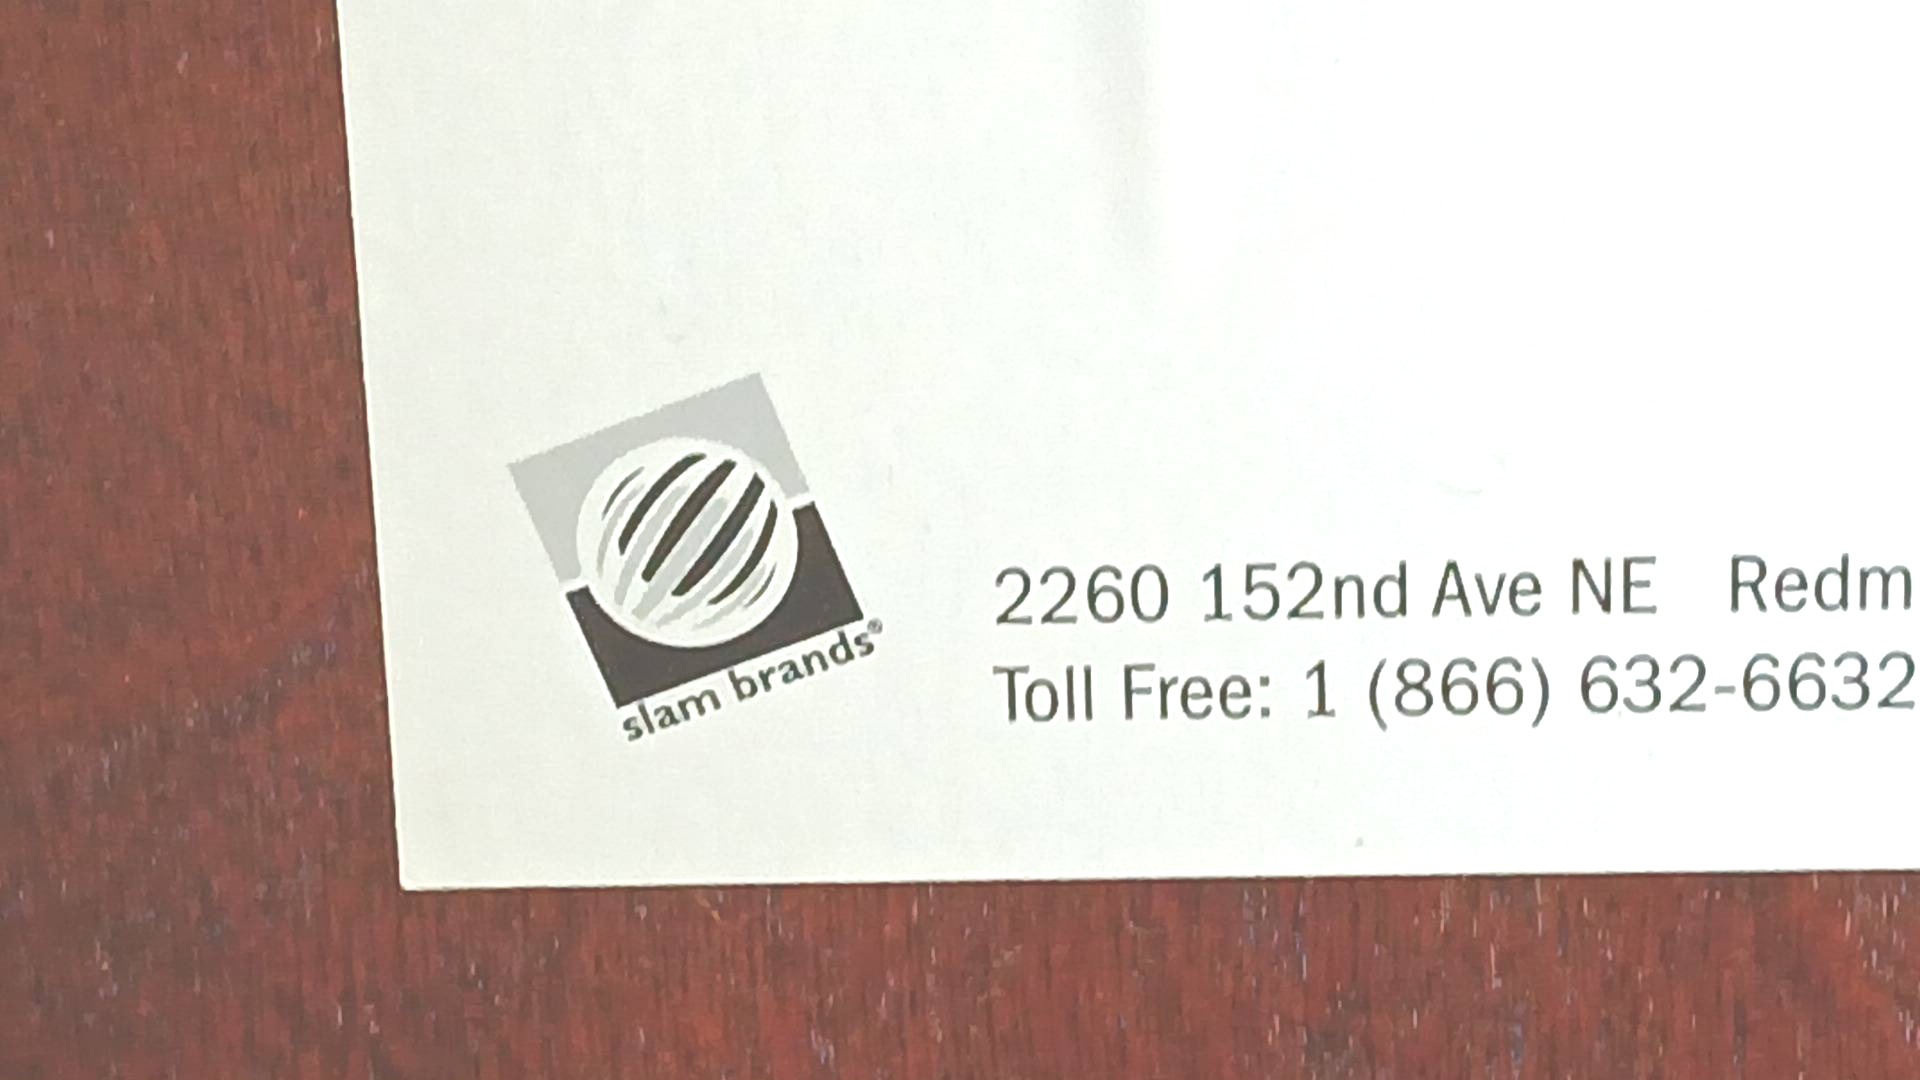 slam brands®
2260 152nd Ave NE Redm
Toll Free: 1 (866) 632-6632